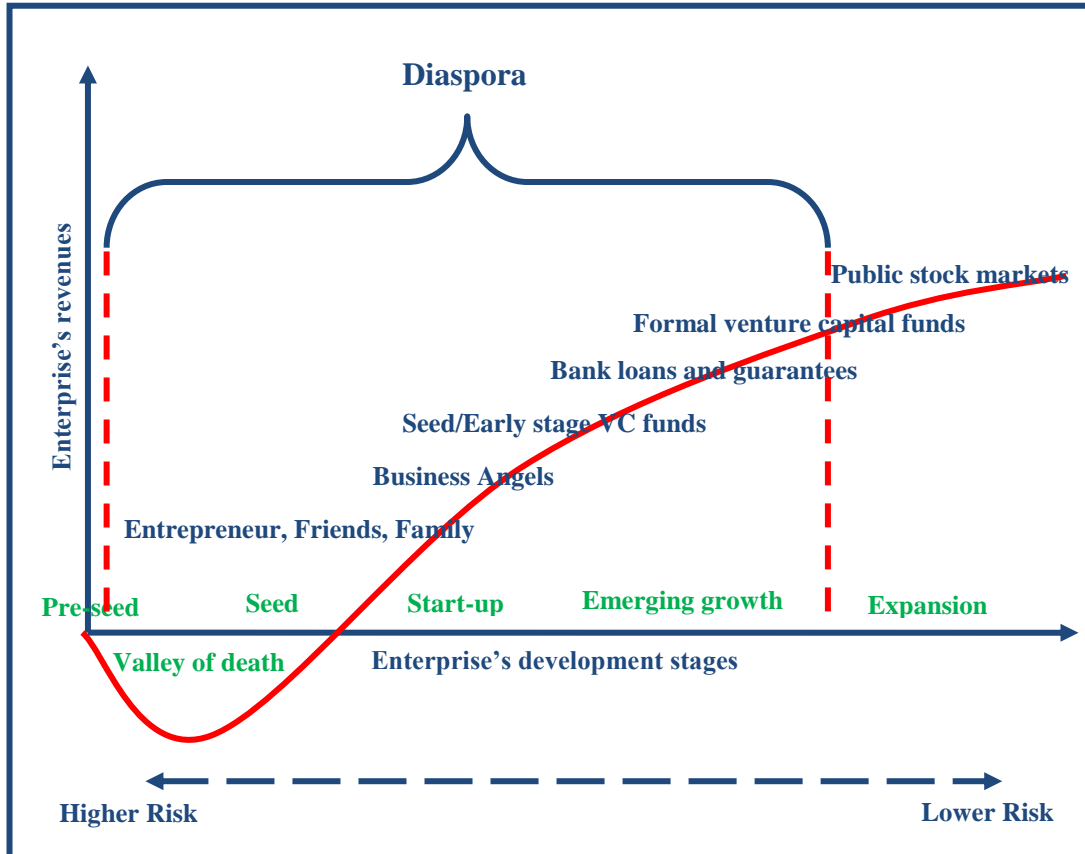 Diaspora
Enterprise’s revenues
Public stock markets
Formal venture capital funds
Bank loans and guarantees
Seed/Early stage VC funds
Business Angels
Entrepreneur, Friends, Family
Pre-seed
Seed
Start-up
Emerging growth
Expansion
Valley of death
Enterprise’s development stages
Higher Risk
Lower Risk